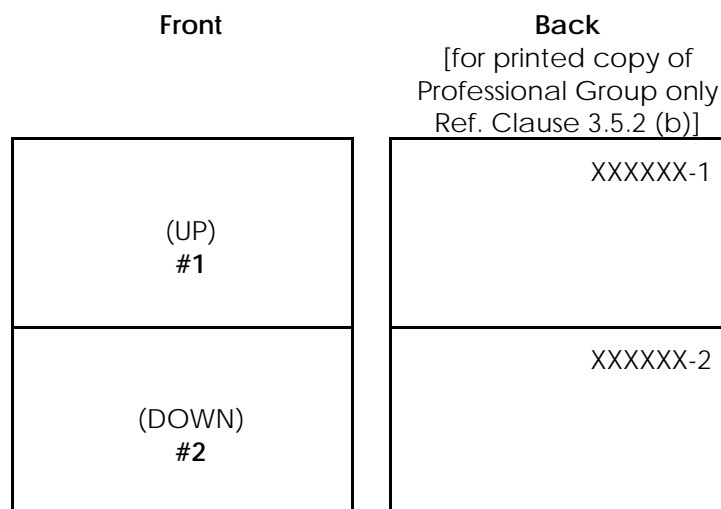 Front
Back
[for printed copy of
Professional Group only
Ref. Clause 3.5.2 (b)]
(UP)
#1
XXXXXX-1
(DOWN)
#2
XXXXXX-2